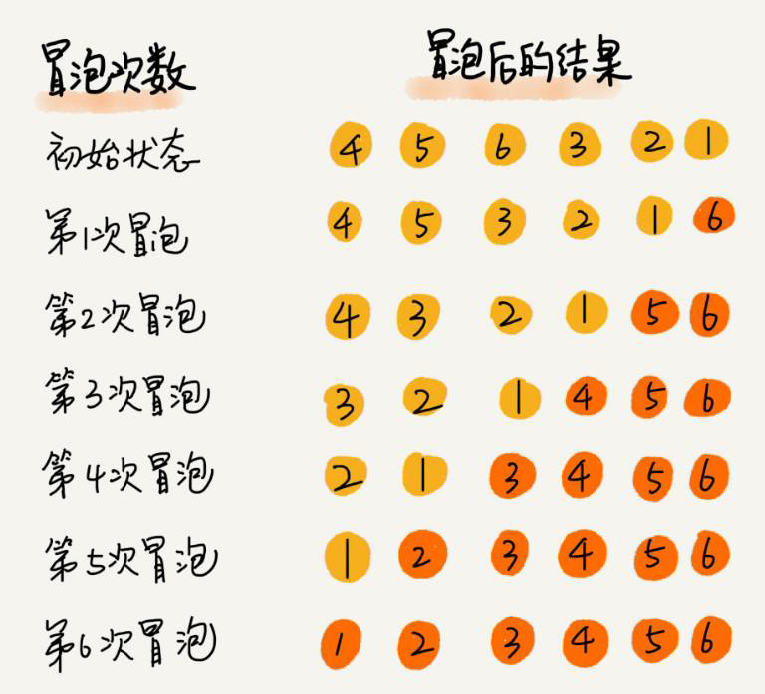 冒泡次数 冒泡后的结果
初始状态 4 5 6 3 2 1
第1次冒泡 4 5 3 2 1 6
第2次冒泡 4 3 2 1 5 6
第3次冒泡 3 2 1 4 5 6
第4次冒泡 2 1 3 4 5 6
第5次冒泡 1 2 3 4 5 6
第6次冒泡 1 2 3 4 5 6